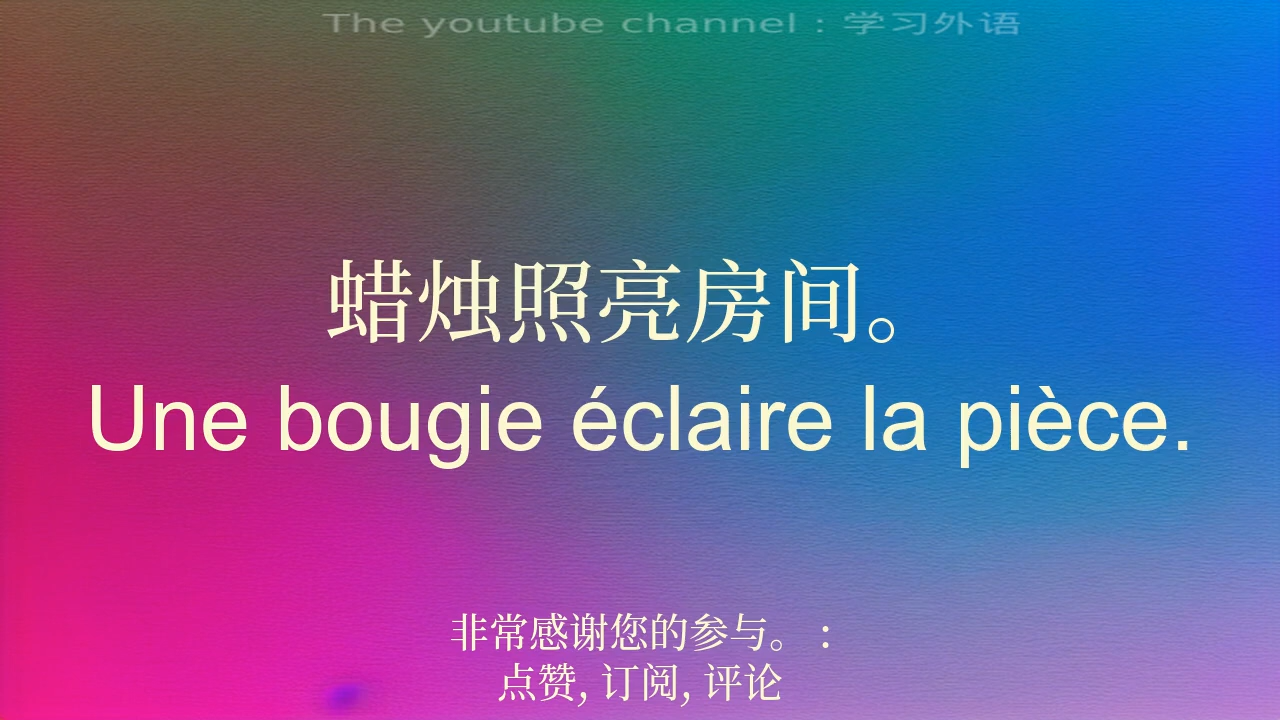 The youtube channel : 学习外语
蜡烛照亮房间。
Une bougie éclaire la pièce.
非常感谢您的参与。 :
点赞, 订阅, 评论